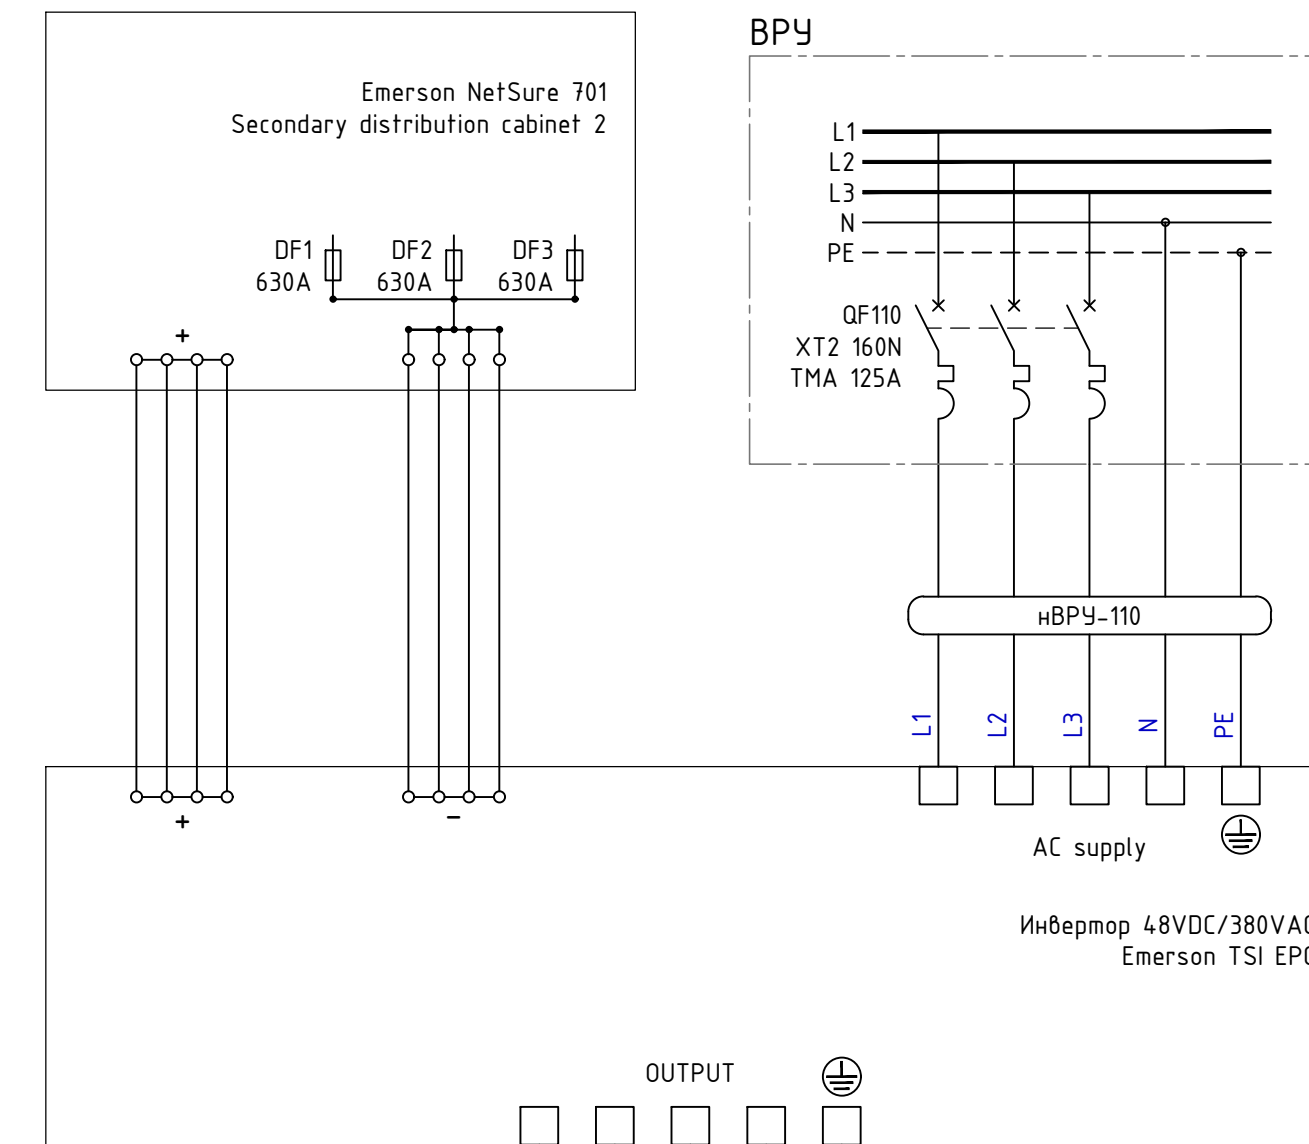 ВРУ
Emerson NetSure 701
Secondary distribution cabinet 2
L1
L2
L3
N
PE
DF1
630A
DF2
630A
DF3
630A
QF110
XT2 160N
TMA 125A
+
нВРУ-110
L1
L2
L3
N
PE
+
−
AC supply
Инвертор 48VDC/380VAC
Emerson TSI
OUTPUT